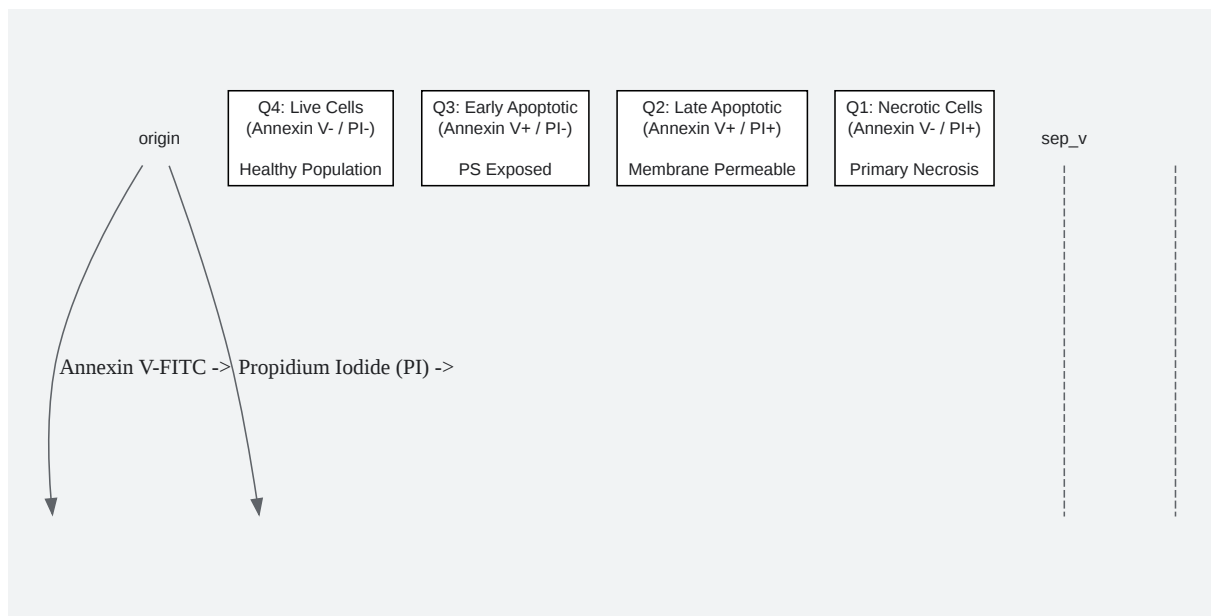 origin
Q4: Live Cells
(Annexin V- / PI-)
Healthy Population
Q3: Early Apoptotic
(Annexin V+ / PI-)
PS Exposed
Q2: Late Apoptotic
(Annexin V+ / PI+)
Membrane Permeable
Q1: Necrotic Cells
(Annexin V- / PI+)
Primary Necrosis
sep_v
Annexin V-FITC ->
Propidium Iodide (PI) ->